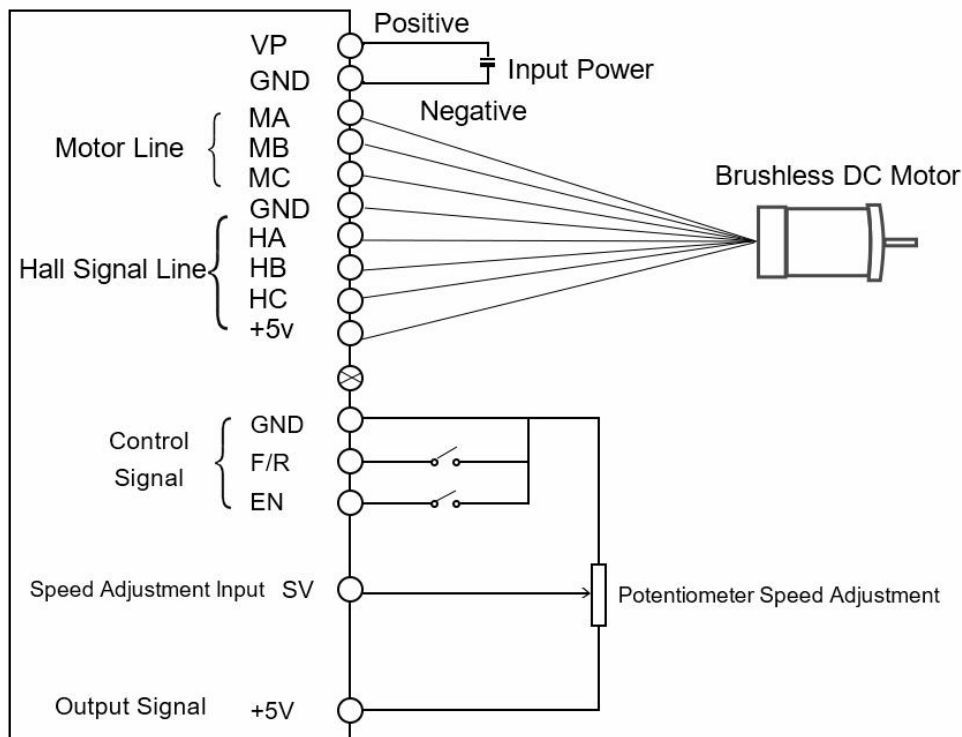 Positive
VP
Input Power
GND
Negative
MA
Motor Line
MB
MC
Brushless DC Motor
GND
HA
Hall Signal Line
HB
HC
+5v
GND
Control
Signal
F/R
EN
Speed Adjustment Input SV
Potentiometer Speed Adjustment
Output Signal +5V